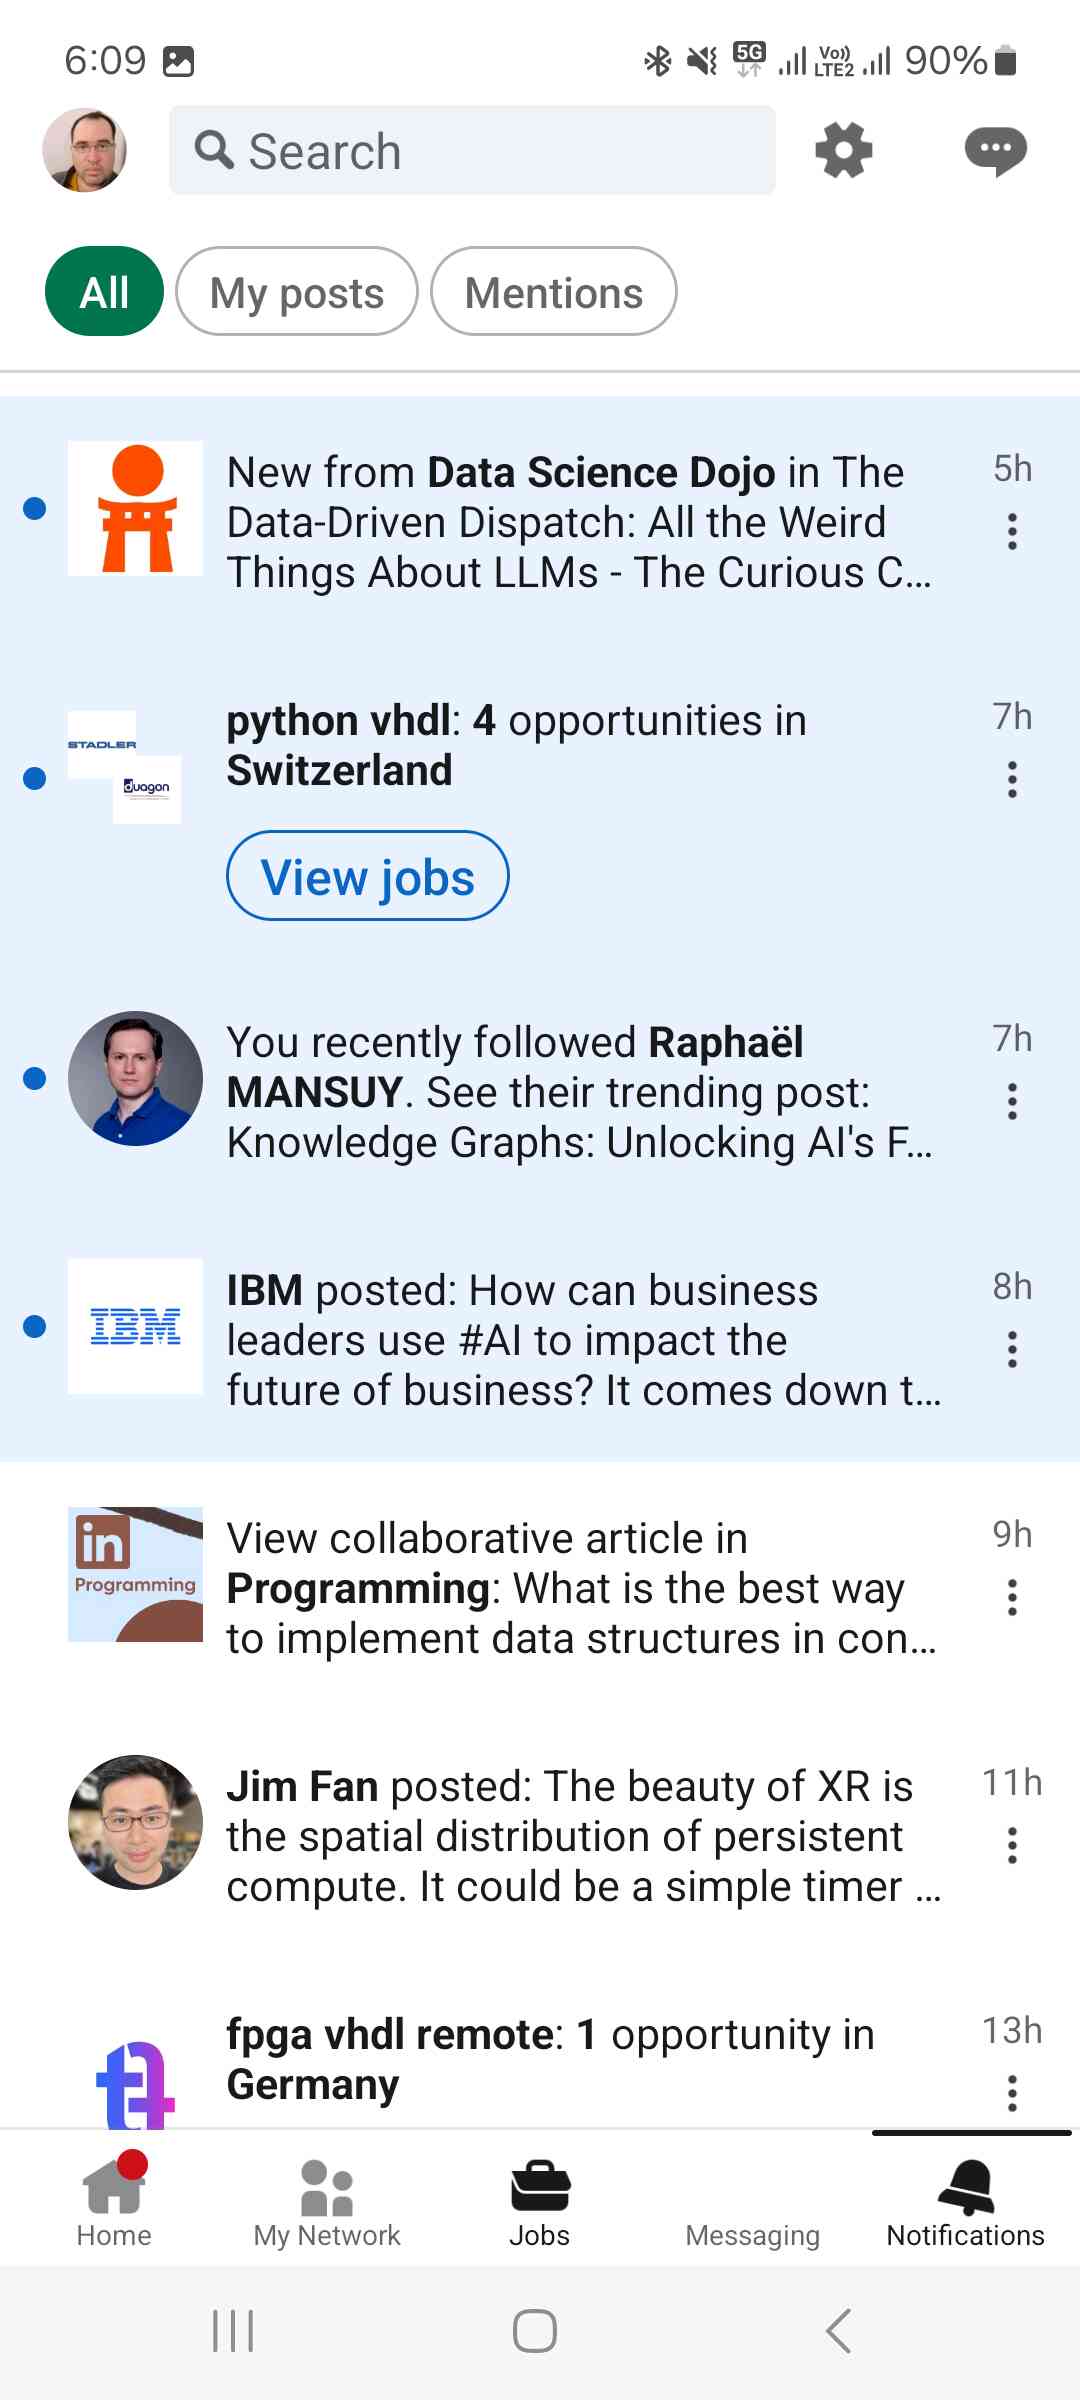 6:09
5G
Vo))
LTE2
90%
Search
All
My posts
Mentions
New from Data Science Dojo in The
Data-Driven Dispatch: All the Weird
Things About LLMs - The Curious C...
5h
STADLER
duagon
python vhdl: 4 opportunities in
Switzerland
7h
View jobs
You recently followed Raphaël
MANSUY. See their trending post:
Knowledge Graphs: Unlocking AI's F...
7h
IBM
IBM posted: How can business
leaders use #AI to impact the
future of business? It comes down t...
8h
in
Programming
View collaborative article in
Programming: What is the best way
to implement data structures in con...
9h
Jim Fan posted: The beauty of XR is
the spatial distribution of persistent
compute. It could be a simple timer ...
11h
fpga vhdl remote: 1 opportunity in
Germany
13h
Home
My Network
Jobs
Messaging
Notifications